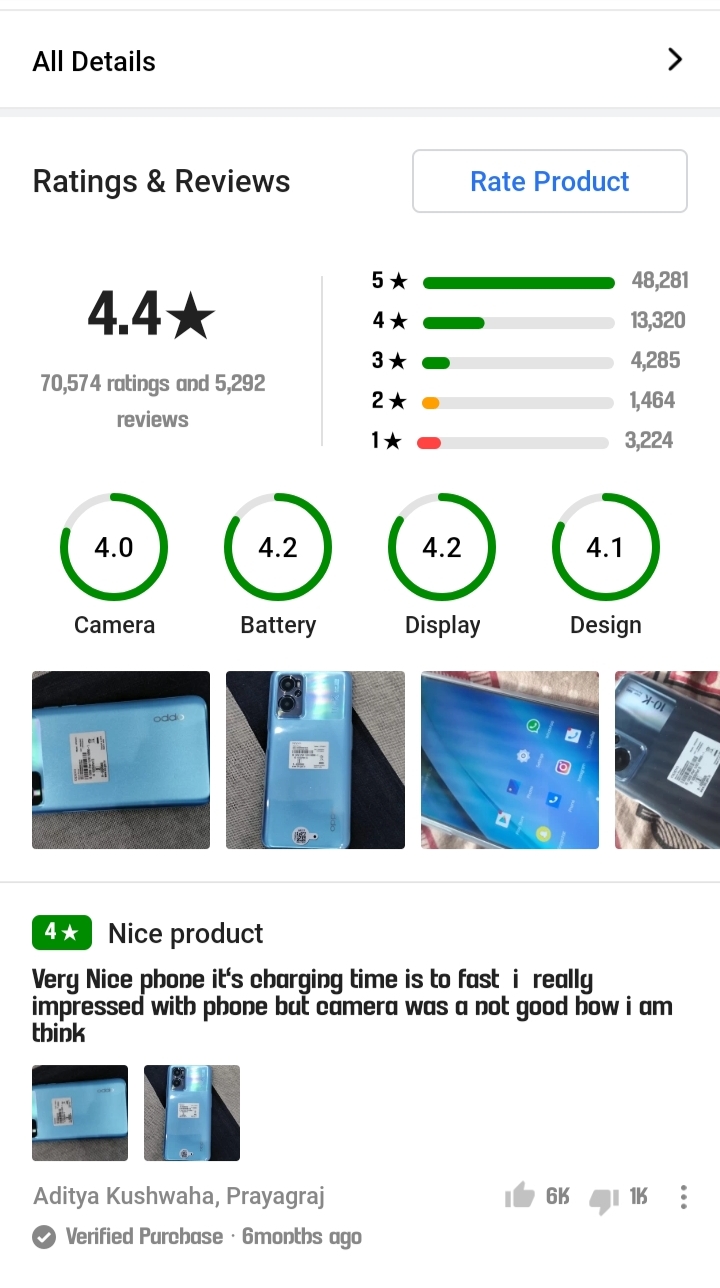 All Details
Ratings & Reviews
Rate Product
4.4★
70,574 ratings and 5,292
reviews
5 ★ 48,281
4 ★ 13,320
3 ★ 4,285
2 ★ 1,464
1 ★ 3,224
4.0 4.2 4.2 4.1
Camera Battery Display Design
oppo
oppo
K10
4 ★ Nice product
Very Nice phone it's charging time is to fast i really
impressed with phone but camera was a not good how i am
think
Aditya Kushwaha, Prayagraj
6K 1K
Verified Purchase · 6months ago